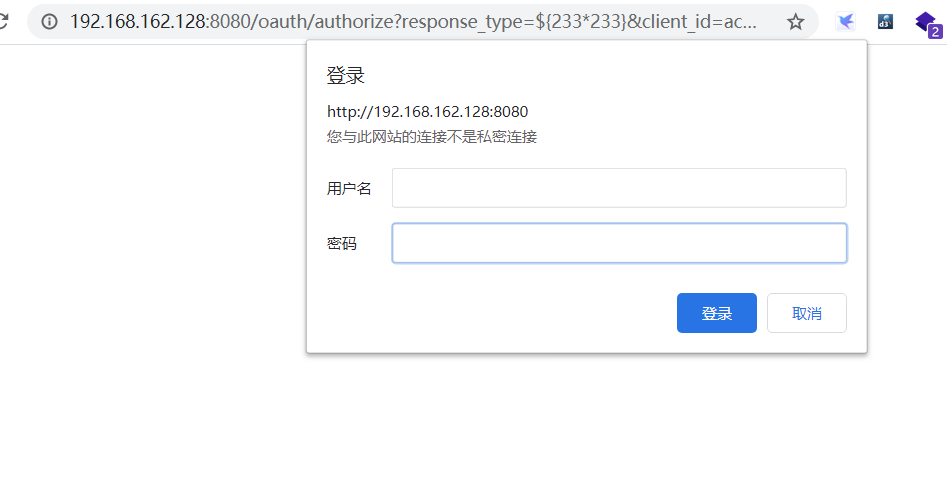 192.168.162.128:8080/oauth/authorize?response_type=${233*233}&client_id=ac...
d3
2
登录
http://192.168.162.128:8080
您与此网站的连接不是私密连接
用户名
密码
登录
取消